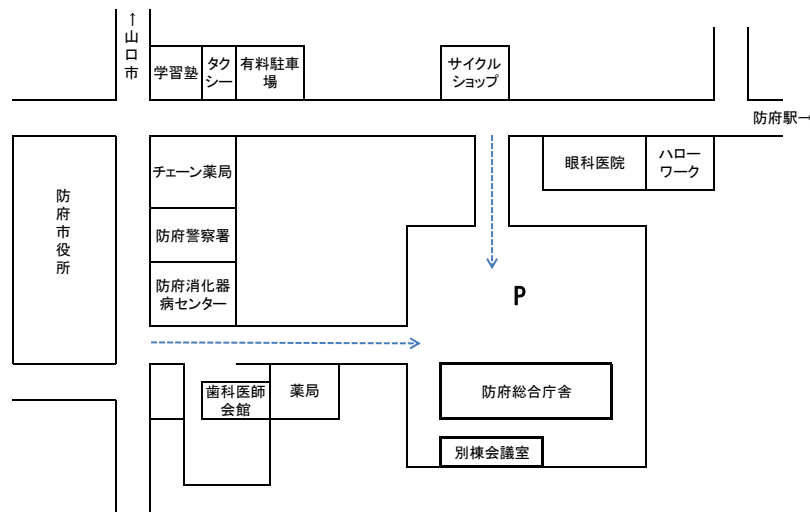 ↑山口市
学習塾
タク
シー
有料駐車
場
サイクル
ショップ
防府駅→
チェーン薬局
眼科医院
ハロー
ワーク
防府市役所
防府警察署
防府消化器
病センター
P
歯科医師
会館
薬局
防府総合庁舎
別棟会議室